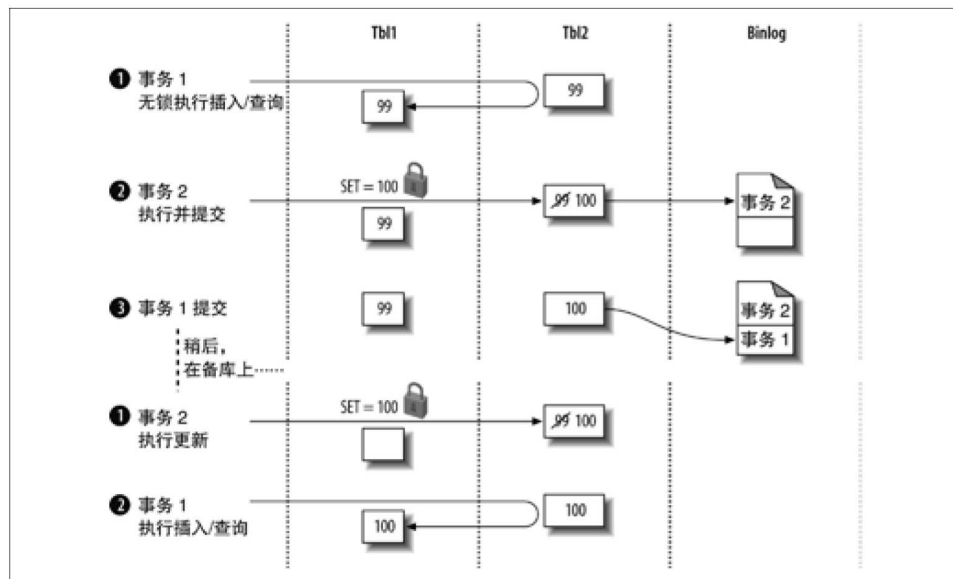 Tbl1 Tbl2 Binlog
❶ 事务 1
无锁执行插入/查询
99
99
❷ 事务 2
执行并提交
SET = 100
99
99 100
事务 2
❸ 事务 1 提交
99
100
事务 2
事务 1
稍后，
在备库上……
❶ 事务 2
执行更新
SET = 100
99 100
❷ 事务 1
执行插入/查询
100
100